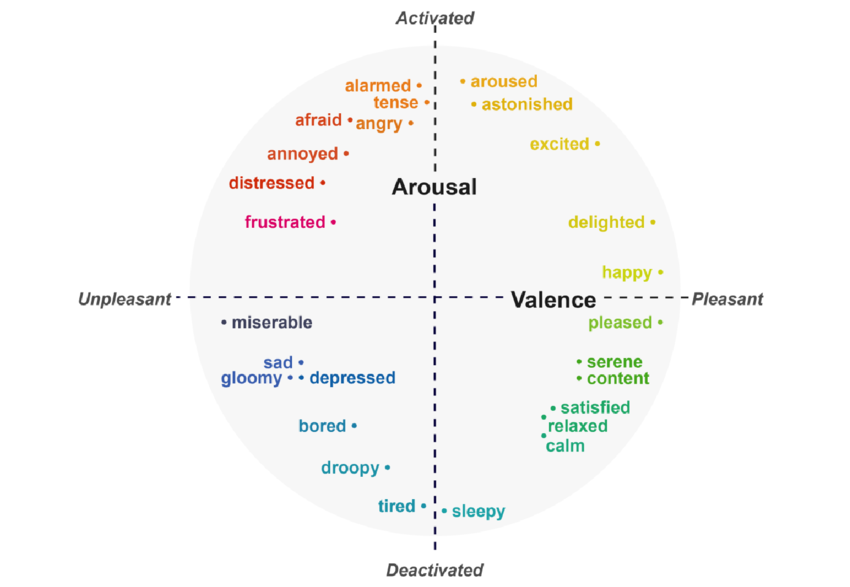 Activated
alarmed
aroused
tense
astonished
afraid
angry
excited
annoyed
distressed
Arousal
frustrated
delighted
happy
Unpleasant
Valence
Pleasant
miserable
pleased
sad
serene
gloomy
depressed
content
satisfied
bored
relaxed
calm
droopy
tired
sleepy
Deactivated